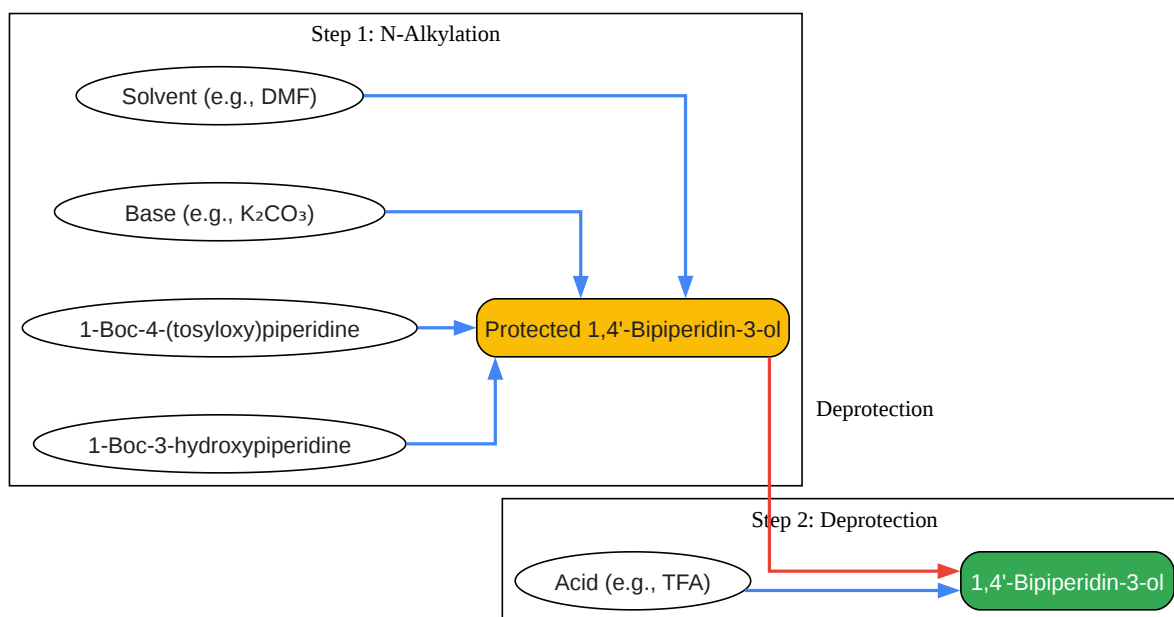 Step 1: N-Alkylation
Solvent (e.g., DMF)
Base (e.g., K₂CO₃)
1-Boc-4-(tosyloxy)piperidine
Protected 1,4'-Bipiperidin-3-ol
Deprotection
1-Boc-3-hydroxypiperidine
Step 2: Deprotection
Acid (e.g., TFA)
1,4'-Bipiperidin-3-ol